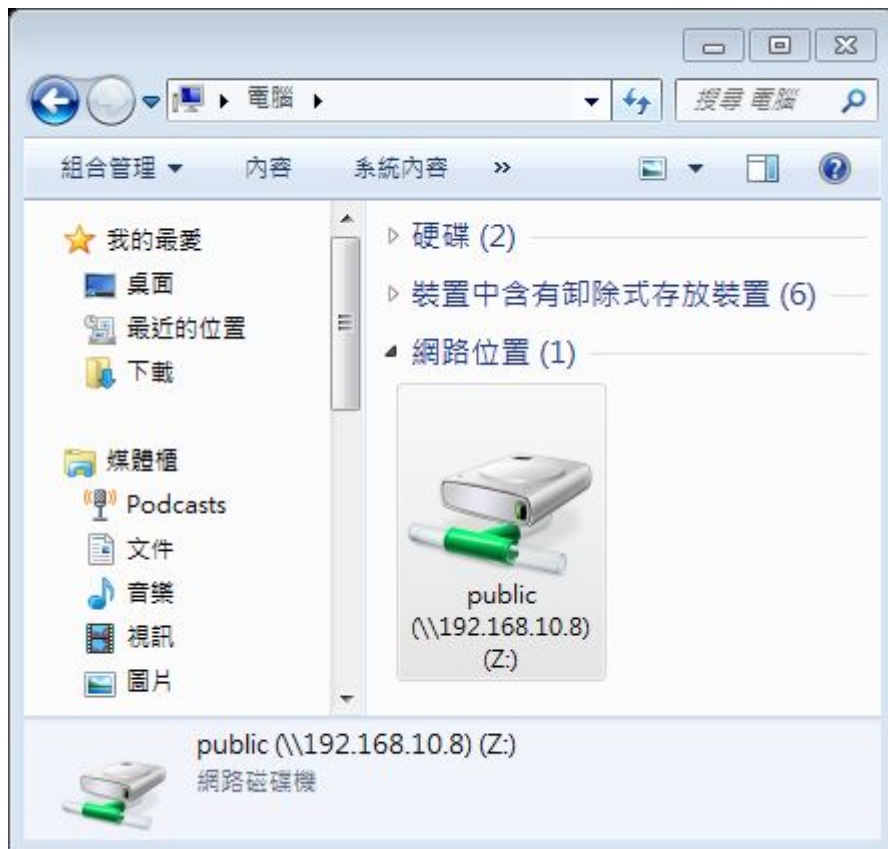 電腦
搜尋 電腦
組合管理 內容 系統內容 »
我的最愛
桌面
最近的位置
下載
媒體櫃
Podcasts
文件
音樂
視訊
圖片
硬碟 (2)
裝置中含有卸除式存放裝置 (6)
網路位置 (1)
public
(\\192.168.10.8)
(Z:)
public (\\192.168.10.8) (Z:)
網路磁碟機